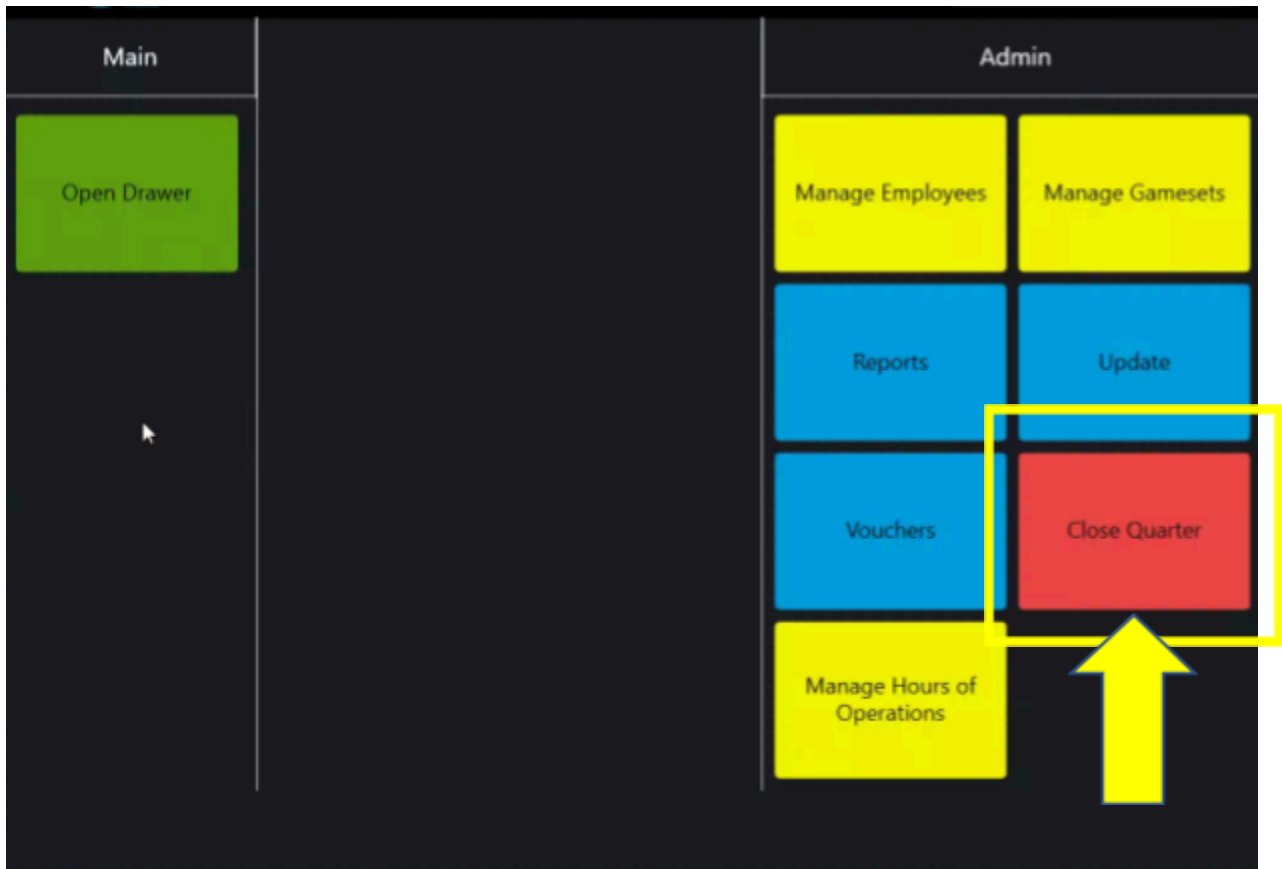 Main
Admin
Open Drawer
Manage Employees
Manage Gamesets
Reports
Update
Vouchers
Close Quarter
Manage Hours of
Operations